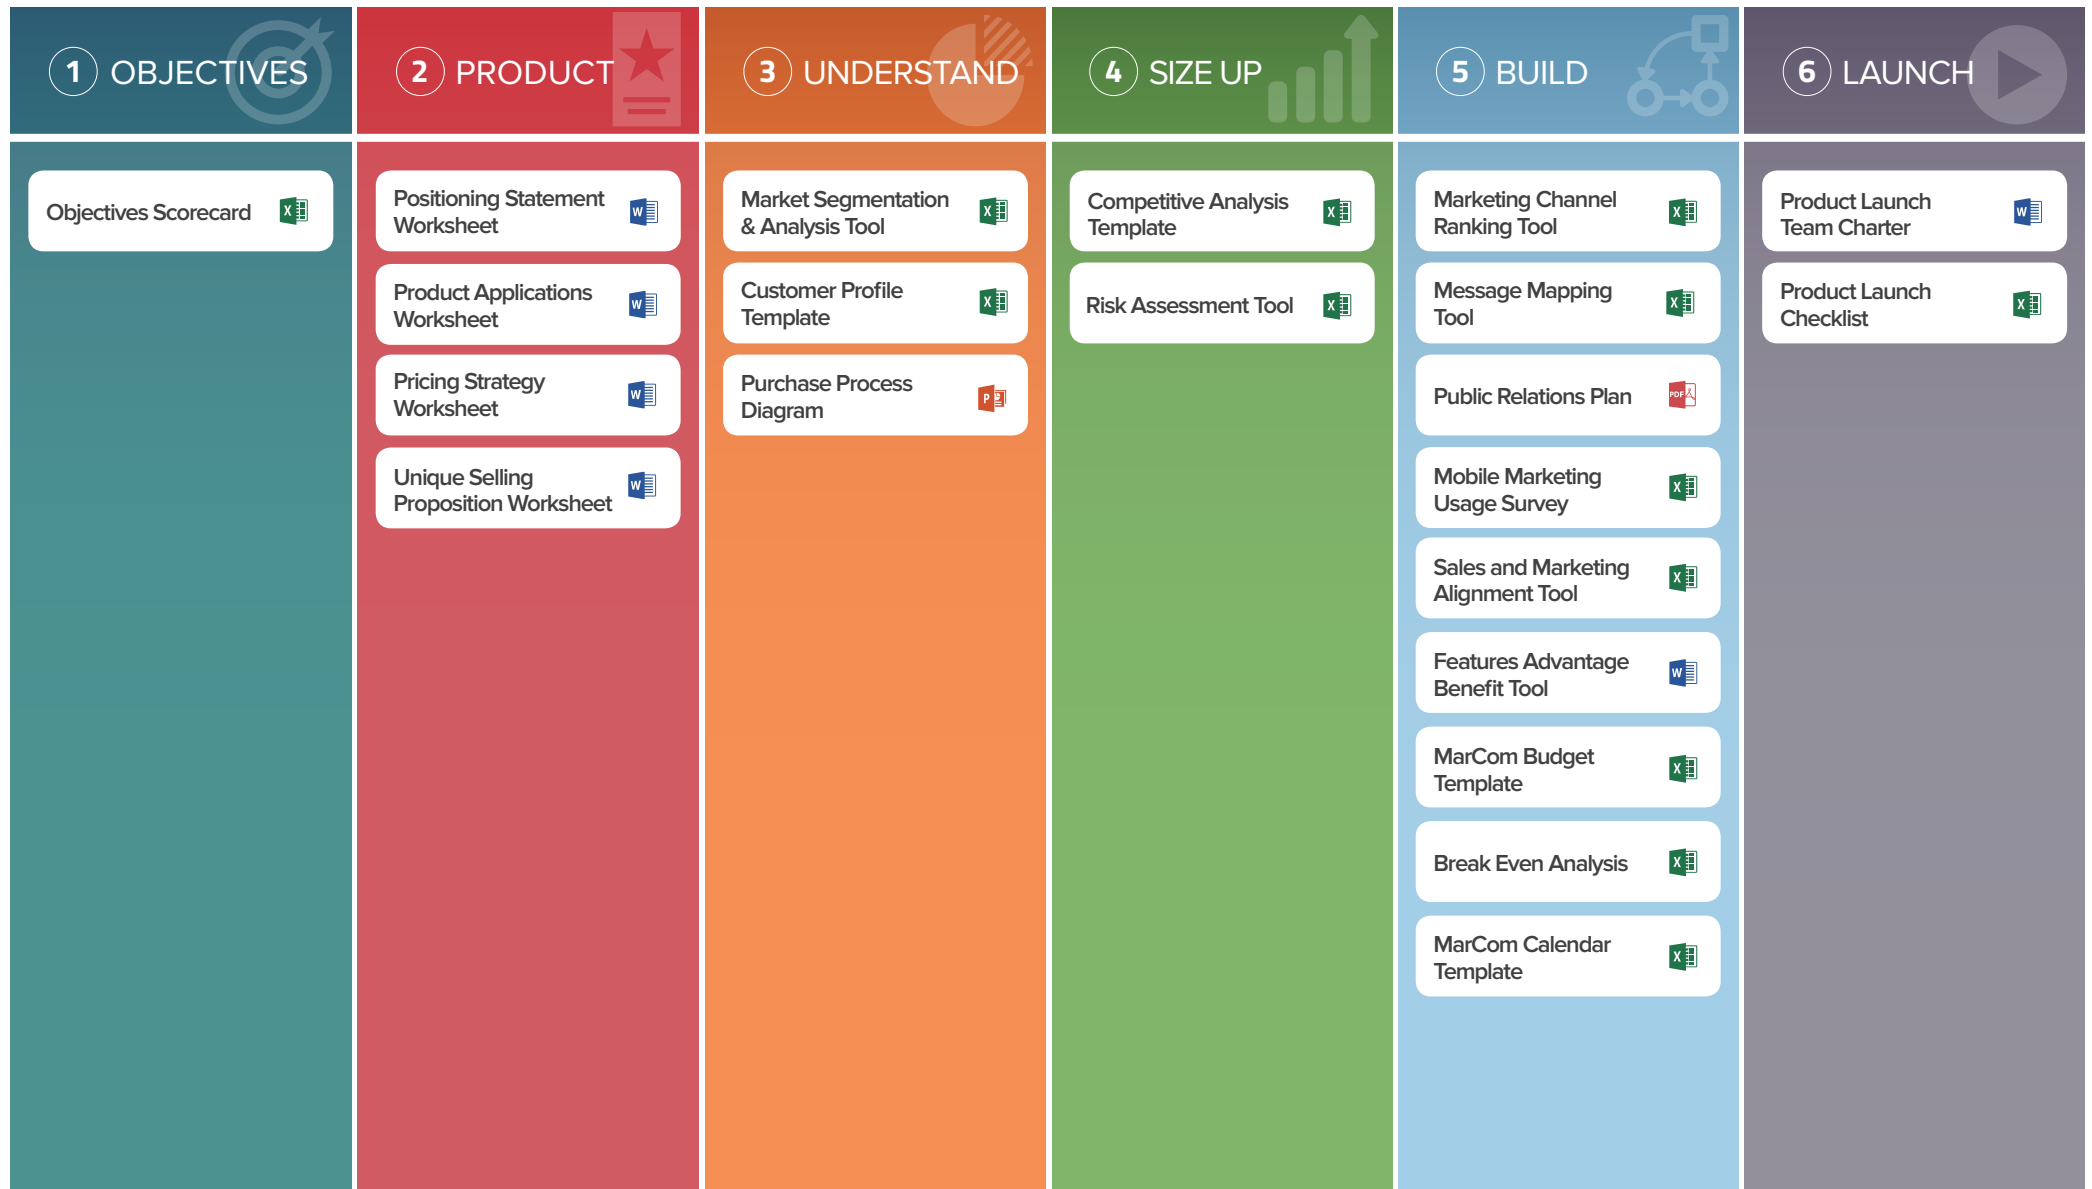 1 OBJECTIVES
Objectives Scorecard
X
2 PRODUCT
Positioning Statement
Worksheet
W
Product Applications
Worksheet
W
Pricing Strategy
Worksheet
W
Unique Selling
Proposition Worksheet
W
3 UNDERSTAND
Market Segmentation
& Analysis Tool
X
Customer Profile
Template
X
Purchase Process
Diagram
P
4 SIZE UP
Competitive Analysis
Template
X
Risk Assessment Tool
X
5 BUILD
Marketing Channel
Ranking Tool
X
Message Mapping
Tool
X
Public Relations Plan
PDF
Mobile Marketing
Usage Survey
X
Sales and Marketing
Alignment Tool
X
Features Advantage
Benefit Tool
W
MarCom Budget
Template
X
Break Even Analysis
X
MarCom Calendar
Template
X
6 LAUNCH
Product Launch
Team Charter
W
Product Launch
Checklist
X